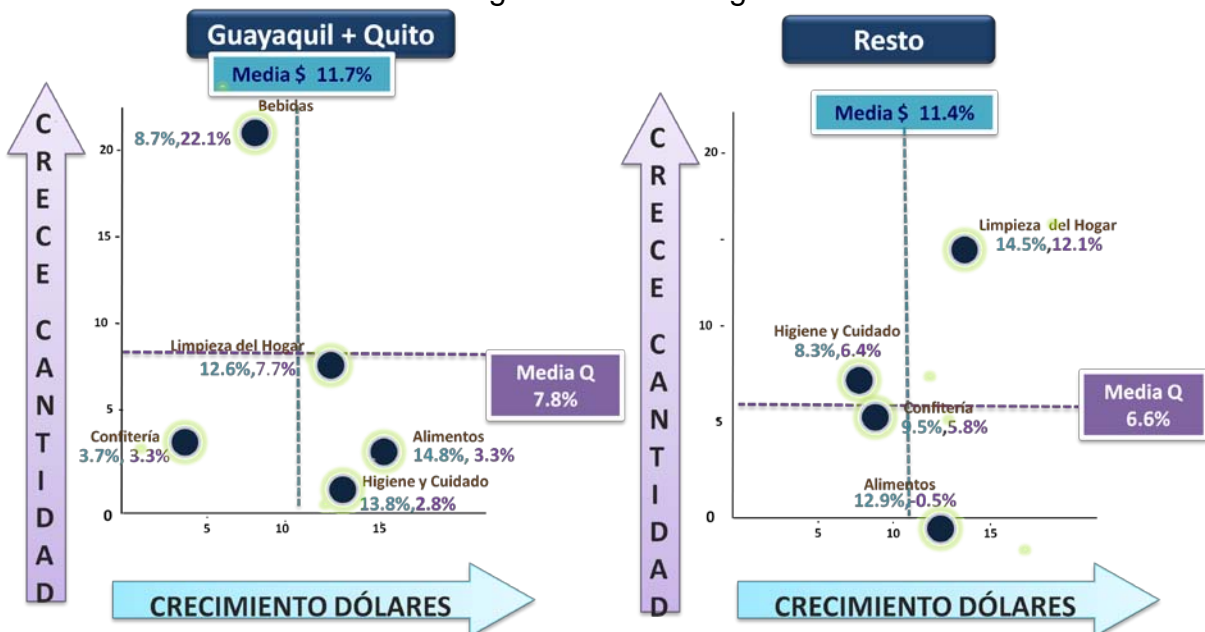 Guayaquil + Quito
Media $ 11.7%
CRECE CANTIDAD
Bebidas
8.7%,22.1%
20
15
10
5
0
Limpieza del Hogar
12.6%,7.7%
Media Q
7.8%
Confitería
3.7%, 3.3%
Alimentos
14.8%, 3.3%
Higiene y Cuidado
13.8%,2.8%
5
10
15
CRECIMIENTO DÓLARES
Resto
Media $ 11.4%
CRECE CANTIDAD
20
10
5
0
Limpieza del Hogar
14.5%,12.1%
Higiene y Cuidado
8.3%,6.4%
Media Q
6.6%
Confitería
9.5%,5.8%
Alimentos
12.9%,-0.5%
5
10
15
CRECIMIENTO DÓLARES